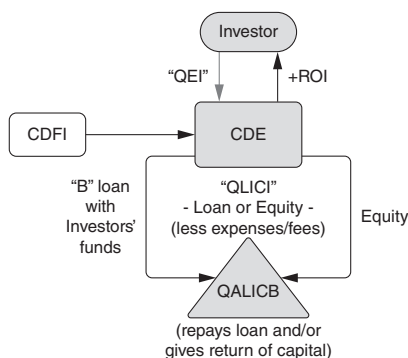 Investor
“QEI”
+ROI
CDFI
CDE
“B” loan
with
Investors’
funds
“QLICI”
- Loan or Equity -
(less expenses/fees)
Equity
QALICB
(repays loan and/or
gives return of capital)